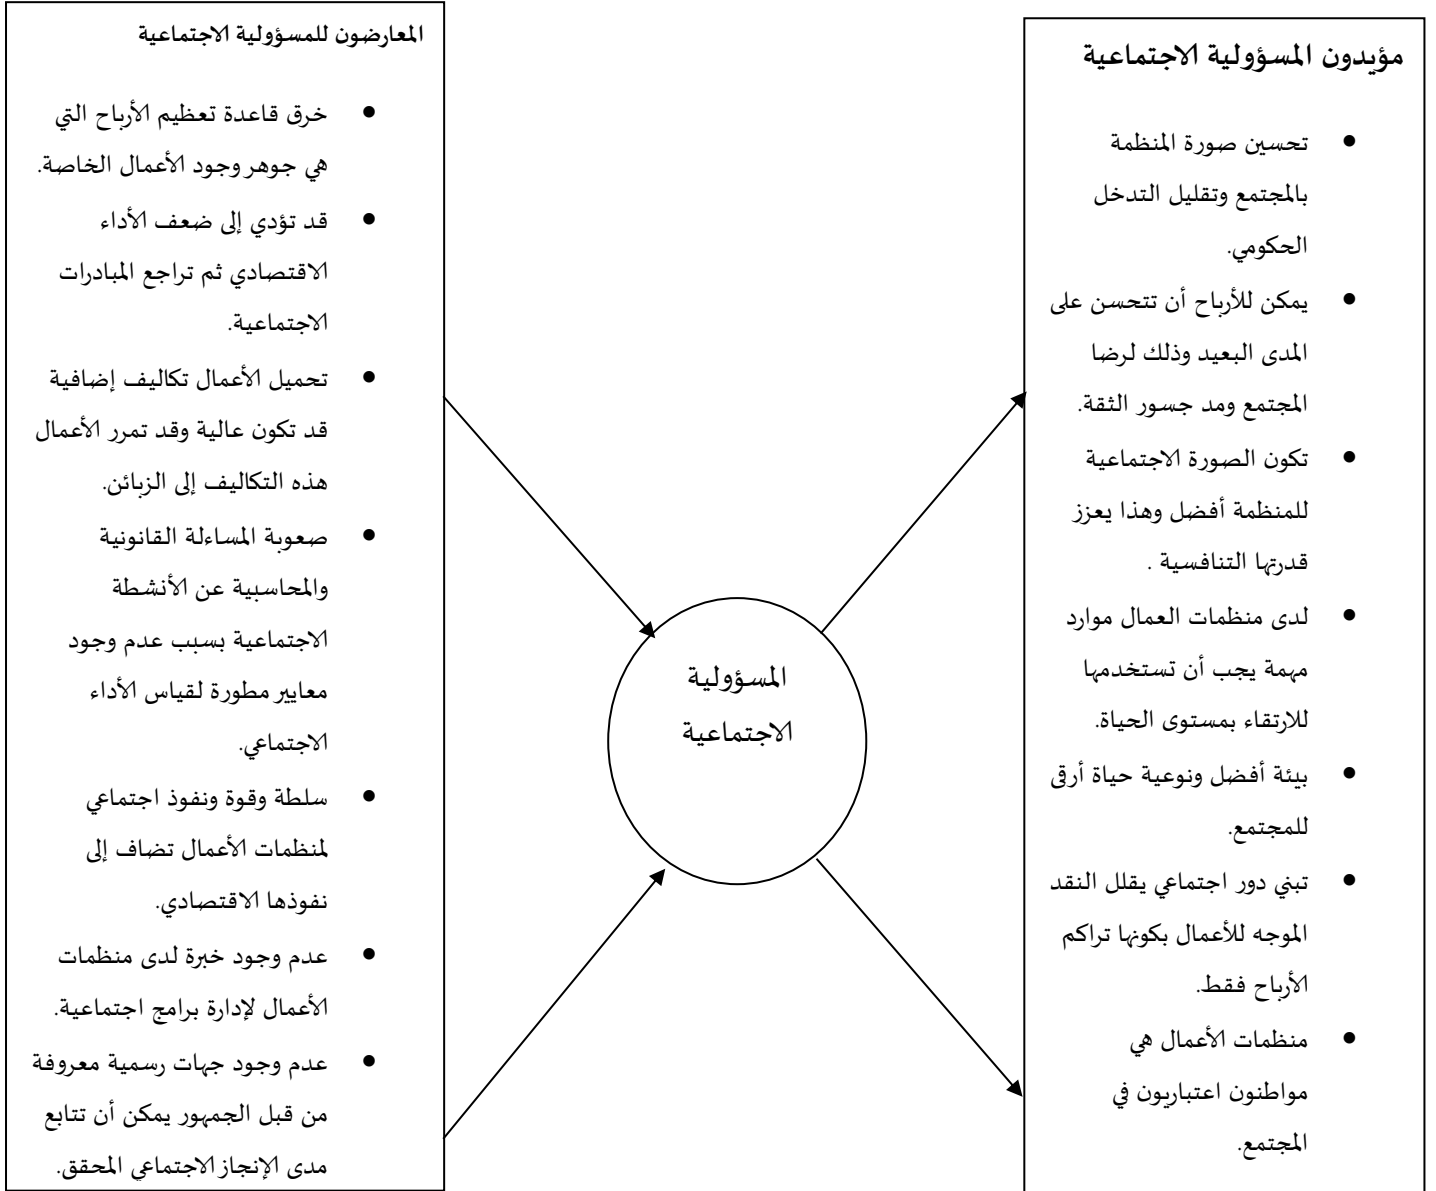 مؤيدون المسؤولية الاجتماعية
• تحسين صورة المنظمة
بالمجتمع وتقليل التدخل
الحكومي.
• يمكن للأرباح أن تتحسن على
المدى البعيد وذلك لرضا
المجتمع ومد جسور الثقة.
• تكون الصورة الاجتماعية
للمنظمة أفضل وهذا يعزز
قدرتها التنافسية .
• لدى منظمات العمال موارد
مهمة يجب أن تستخدمها
للارتقاء بمستوى الحياة.
• بيئة أفضل ونوعية حياة أرقى
للمجتمع.
• تبني دور اجتماعي يقلل النقد
الموجه للأعمال بكونها تراكم
الأرباح فقط.
• منظمات الأعمال هي
مواطنون اعتباريون في
المجتمع.
المسؤولية
الاجتماعية
المعارضون للمسؤولية الاجتماعية
• خرق قاعدة تعظيم الأرباح التي
هي جوهر وجود الأعمال الخاصة.
• قد تؤدي إلى ضعف الأداء
الاقتصادي ثم تراجع المبادرات
الاجتماعية.
• تحميل الأعمال تكاليف إضافية
قد تكون عالية وقد تمرر الأعمال
هذه التكاليف إلى الزبائن.
• صعوبة المساءلة القانونية
والمحاسبية عن الأنشطة
الاجتماعية بسبب عدم وجود
معايير مطورة لقياس الأداء
الاجتماعي.
• سلطة وقوة ونفوذ اجتماعي
لمنظمات الأعمال تضاف إلى
نفوذها الاقتصادي.
• عدم وجود خبرة لدى منظمات
الأعمال لإدارة برامج اجتماعية.
• عدم وجود جهات رسمية معروفة
من قبل الجمهور يمكن أن تتابع
مدى الإنجاز الاجتماعي المحقق.